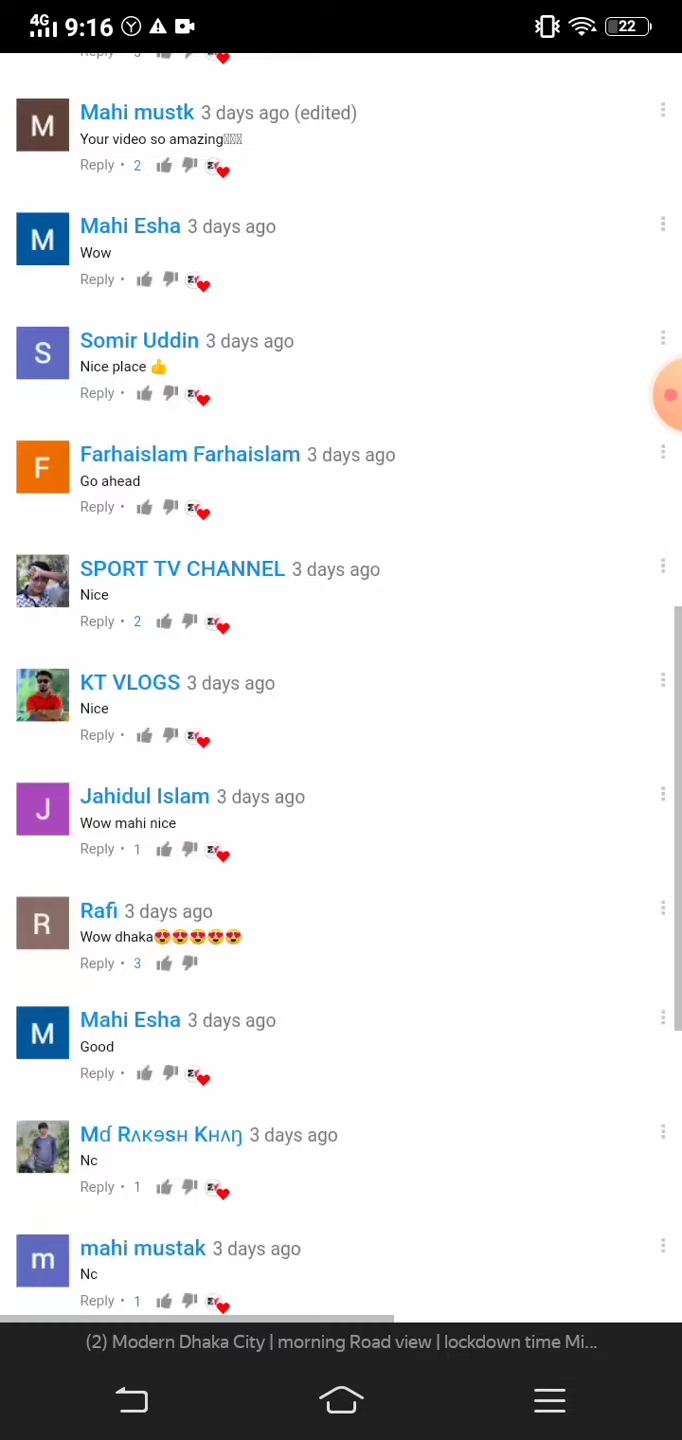 4G 9:16 22
Mahi mustk 3 days ago (edited)
Your video so amazing
Reply • 2
Mahi Esha 3 days ago
Wow
Reply •
Somir Uddin 3 days ago
Nice place 👍
Reply •
Farhaislam Farhaislam 3 days ago
Go ahead
Reply •
SPORT TV CHANNEL 3 days ago
Nice
Reply • 2
KT VLOGS 3 days ago
Nice
Reply •
Jahidul Islam 3 days ago
Wow mahi nice
Reply • 1
Rafi 3 days ago
Wow dhaka😍😍😍😍😍
Reply • 3
Mahi Esha 3 days ago
Good
Reply •
Mɗ Rʌĸɘsʜ Kʜʌŋ 3 days ago
Nc
Reply • 1
mahi mustak 3 days ago
Nc
Reply • 1
(2) Modern Dhaka City | morning Road view | lockdown time Mi...